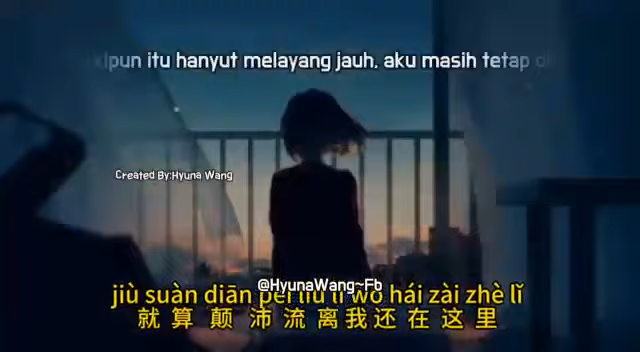 itu hanyut melayang jauh, aku masih tetap
Created By:Hyuna Wang
@HyunaWang~Fb
jiù suàn diān pèi liú lí wǒ hái zài zhè lǐ
就算颠沛流离我还在这里